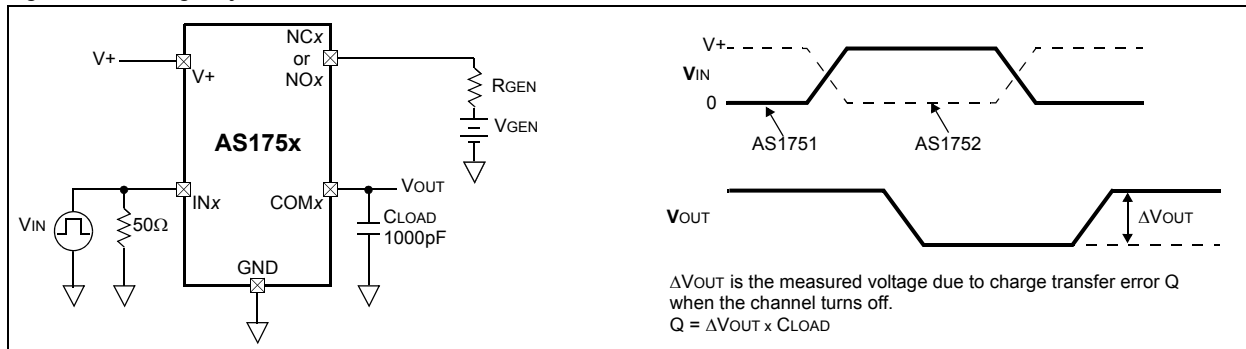 V+
V+
NCx
or
NOx
RGEN
VGEN
AS175x
VIN
50Ω
INx
COMx
VOUT
CLOAD
1000pF
GND
V+
VIN
0
AS1751
AS1752
VOUT
ΔVOUT
ΔVOUT is the measured voltage due to charge transfer error Q
when the channel turns off.
Q = ΔVOUT x CLOAD